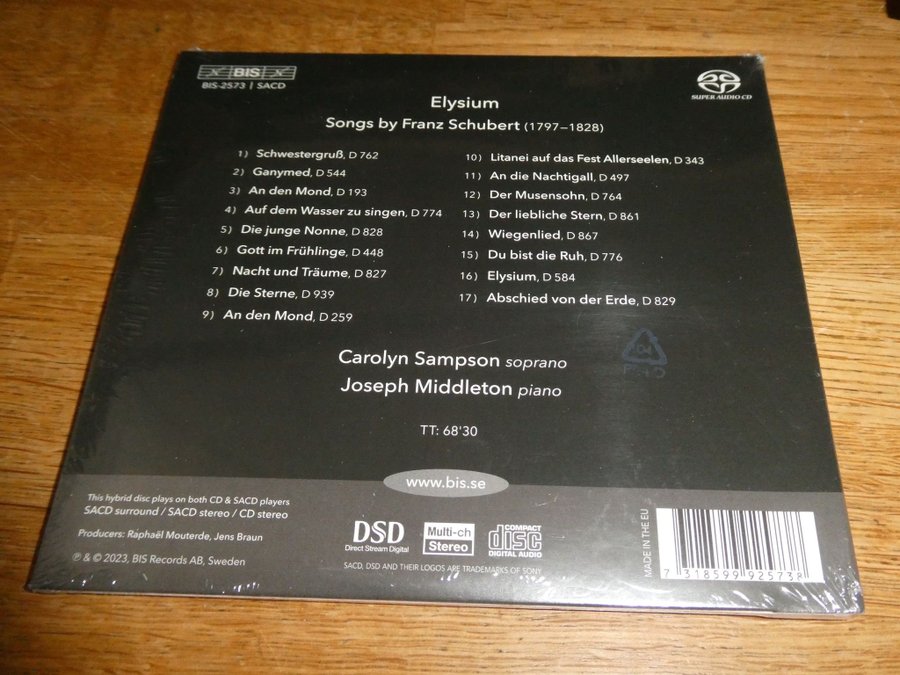 BIS
BIS-2573 | SACD
SUPER AUDIO CD
Elysium
Songs by Franz Schubert (1797–1828)
1) Schwestergruß, D 762
2) Ganymed, D 544
3) An den Mond, D 193
4) Auf dem Wasser zu singen, D 774
5) Die junge Nonne, D 828
6) Gott im Frühlinge, D 448
7) Nacht und Träume, D 827
8) Die Sterne, D 939
9) An den Mond, D 259
10) Litanei auf das Fest Allerseelen, D 343
11) An die Nachtigall, D 497
12) Der Musensohn, D 764
13) Der liebliche Stern, D 861
14) Wiegenlied, D 867
15) Du bist die Ruh, D 776
16) Elysium, D 584
17) Abschied von der Erde, D 829
Carolyn Sampson soprano
Joseph Middleton piano
TT: 68'30
www.bis.se
This hybrid disc plays on both CD & SACD players
SACD surround / SACD stereo / CD stereo
Producers: Raphaël Mouterde, Jens Braun
℗ & © 2023, BIS Records AB, Sweden
DSD
Direct Stream Digital
Multi-ch
Stereo
COMPACT
disc
DIGITAL AUDIO
SACD, DSD AND THEIR LOGOS ARE TRADEMARKS OF SONY
MADE IN THE EU
7 318599 925738